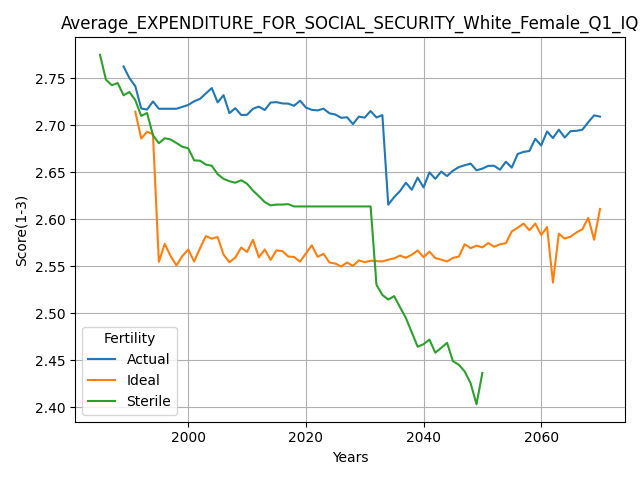 Average_EXPENDITURE_FOR_SOCIAL_SECURITY_White_Female_Q1_IQ
2.75
2.70
2.65
2.60
2.55
2.50
2.45
2.40
Score(1-3)
Fertility
Actual
Ideal
Sterile
2000 2020 2040 2060
Years